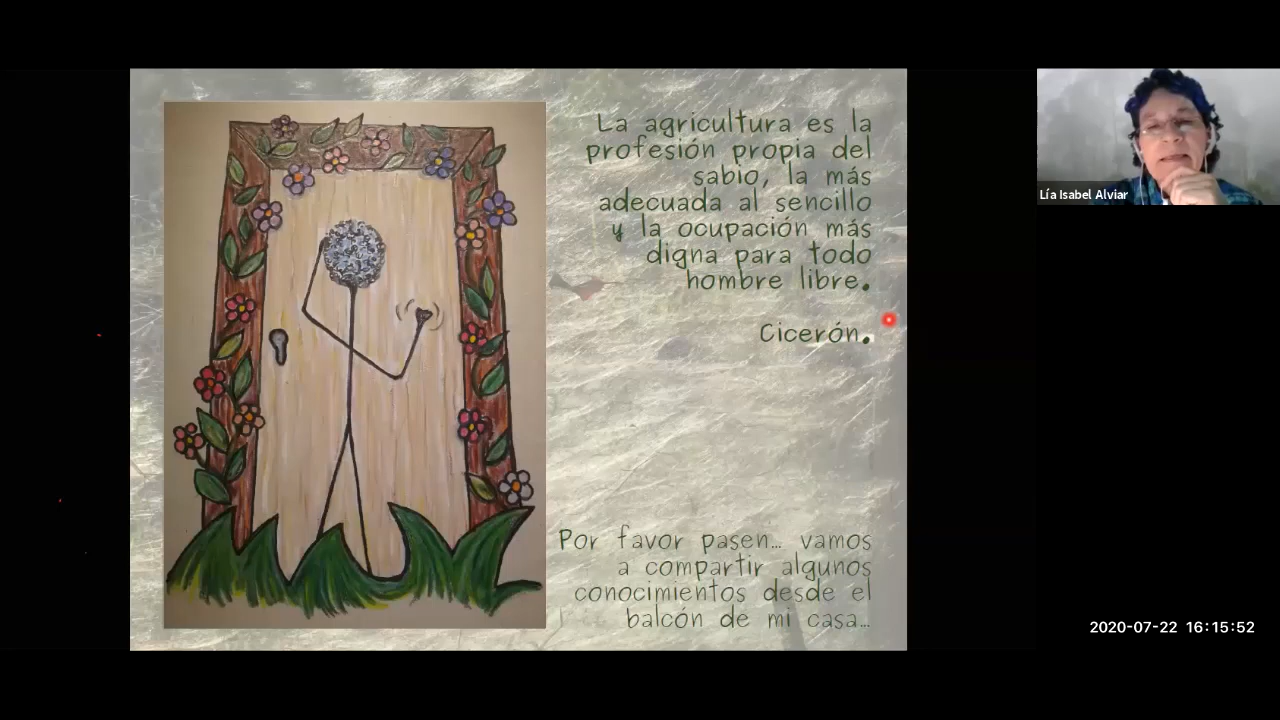 La agricultura es la
profesión propia del
sabio, la más
adecuada al sencillo
y la ocupación más
digna para todo
hombre libre.
Cicerón.
Por favor pasen... vamos
a compartir algunos
conocimientos desde el
balcón de mi casa...
Lía Isabel Alviar
2020-07-22 16:15:52